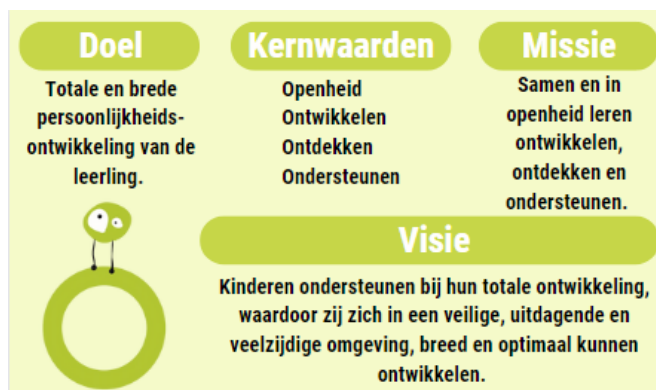 Doel
Totale en brede
persoonlijkheids-
ontwikkeling van de
leerling.
Kernwaarden
Openheid
Ontwikkelen
Ontdekken
Ondersteunen
Missie
Samen en in
openheid leren
ontwikkelen,
ontdekken en
ondersteunen.
Visie
Kinderen ondersteunen bij hun totale ontwikkeling,
waardoor zij zich in een veilige, uitdagende en
veelzijdige omgeving, breed en optimaal kunnen
ontwikkelen.